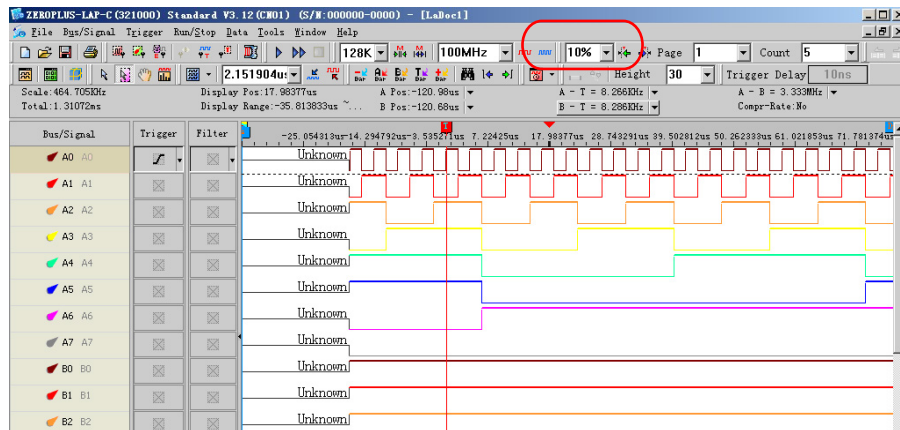 ZEROPLUS-LAP-C(321000) Standard V3.12(CN01) (S/N:000000-0000) - [LaDoc1]
File Bus/Signal Trigger Run/Stop Data Tools Window Help
128K 100MHz 10% Page 1 Count 5
2.151904us Height 30 Trigger Delay 10ns
Scale:464.705KHz Display Pos:17.98377us A Pos:-120.98us A - T = 8.266KHz A - B = 3.333MHz
Total:1.31072ms Display Range:-35.813833us ~ B Pos:-120.68us B - T = 8.286KHz Compr-Rate:No
Bus/Signal Trigger Filter -25.054313us -14.294792us -3.535271us 7.22425us 17.98377us 28.743291us 39.502812us 50.262333us 61.021853us 71.781374us
A0 A0 Unknown
A1 A1 Unknown
A2 A2 Unknown
A3 A3 Unknown
A4 A4 Unknown
A5 A5 Unknown
A6 A6 Unknown
A7 A7 Unknown
B0 B0 Unknown
B1 B1 Unknown
B2 B2 Unknown